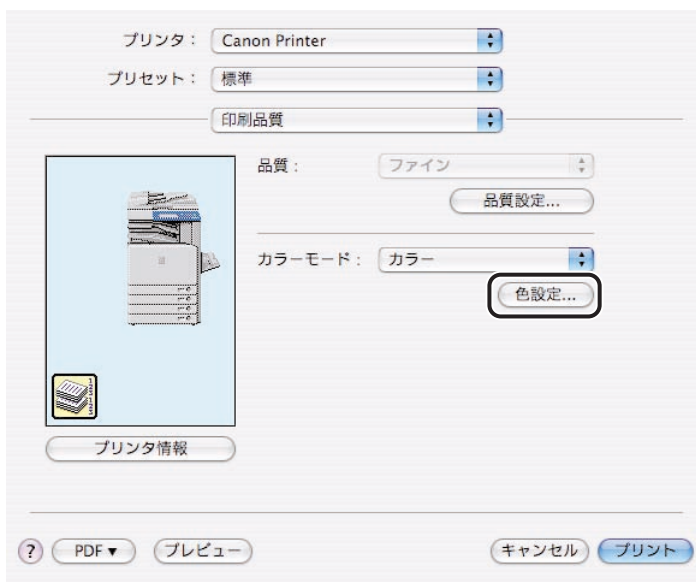 プリンタ： Canon Printer
プリセット： 標準
印刷品質
品質： ファイン
品質設定...
カラーモード： カラー
色設定...
プリンタ情報
? PDF▼ プレビュー キャンセル プリント